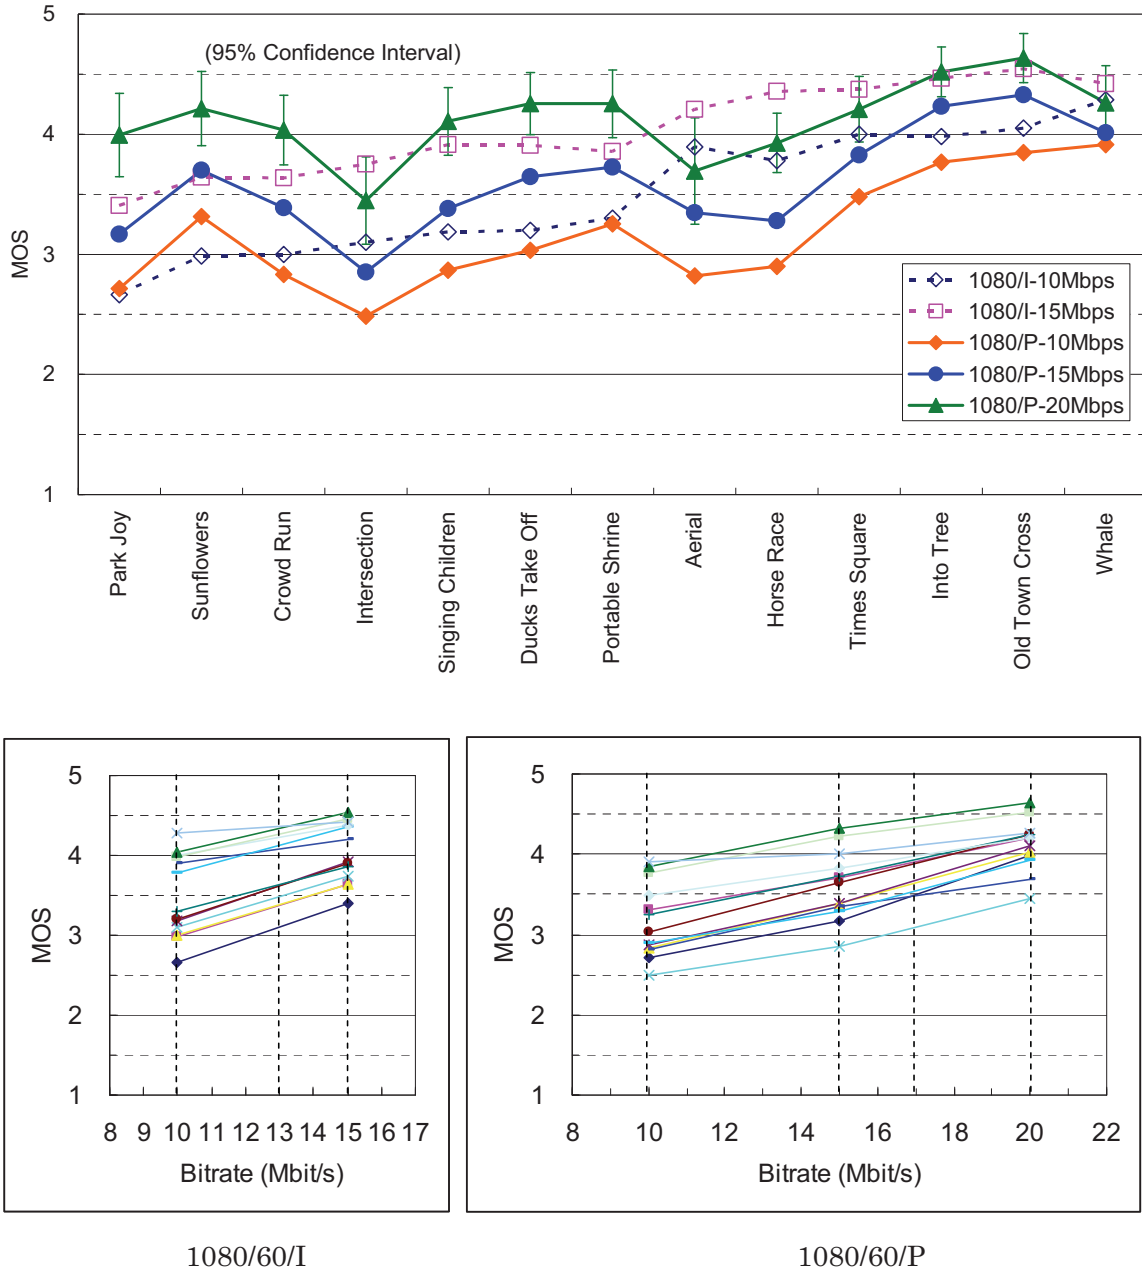 5
4
3
2
1
MOS
(95% Confidence Interval)
1080/I-10Mbps
1080/I-15Mbps
1080/P-10Mbps
1080/P-15Mbps
1080/P-20Mbps
Park Joy
Sunflowers
Crowd Run
Intersection
Singing Children
Ducks Take Off
Portable Shrine
Aerial
Horse Race
Times Square
Into Tree
Old Town Cross
Whale
5
4
3
2
1
MOS
8 9 10 11 12 13 14 15 16 17
Bitrate (Mbit/s)
5
4
3
2
1
MOS
8 10 12 14 16 18 20 22
Bitrate (Mbit/s)
1080/60/I
1080/60/P